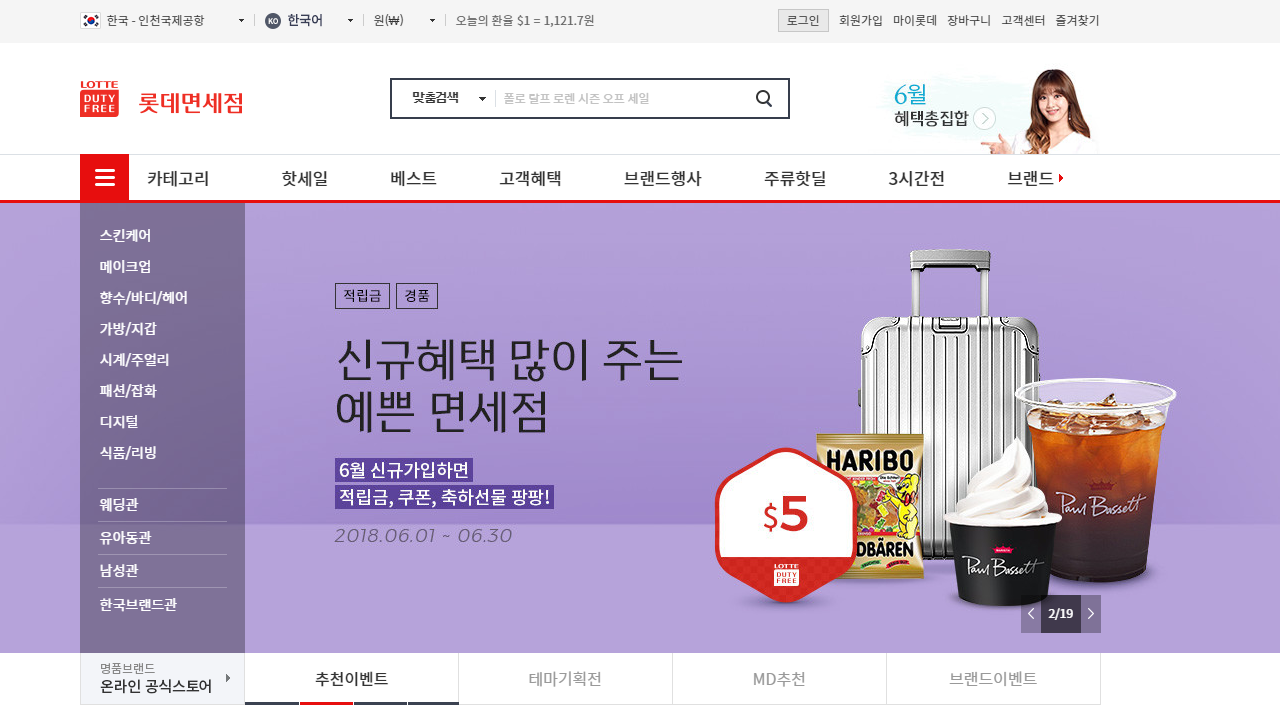 한국 - 인천국제공항
KO 한국어
원(₩)
오늘의 환율 $1 = 1,121.7원
로그인
회원가입
마이롯데
장바구니
고객센터
즐겨찾기
LOTTE
DUTY
FREE
롯데면세점
맞춤검색
폴로 랄프 로렌 시즌 오프 세일
6월
혜택총집합
카테고리
핫세일
베스트
고객혜택
브랜드행사
주류핫딜
3시간전
브랜드
스킨케어
메이크업
향수/바디/헤어
가방/지갑
시계/주얼리
패션/잡화
디지털
식품/리빙
웨딩관
유아동관
남성관
한국브랜드관
적립금
경품
신규혜택 많이 주는
예쁜 면세점
6월 신규가입하면
적립금, 쿠폰, 축하선물 팡팡!
2018.06.01 ~ 06.30
$5
LOTTE
DUTY
FREE
HARIBO
LDBÄREN
Paul Bassett
Paul Bassett
2/19
명품브랜드
온라인 공식스토어
추천이벤트
테마기획전
MD추천
브랜드이벤트